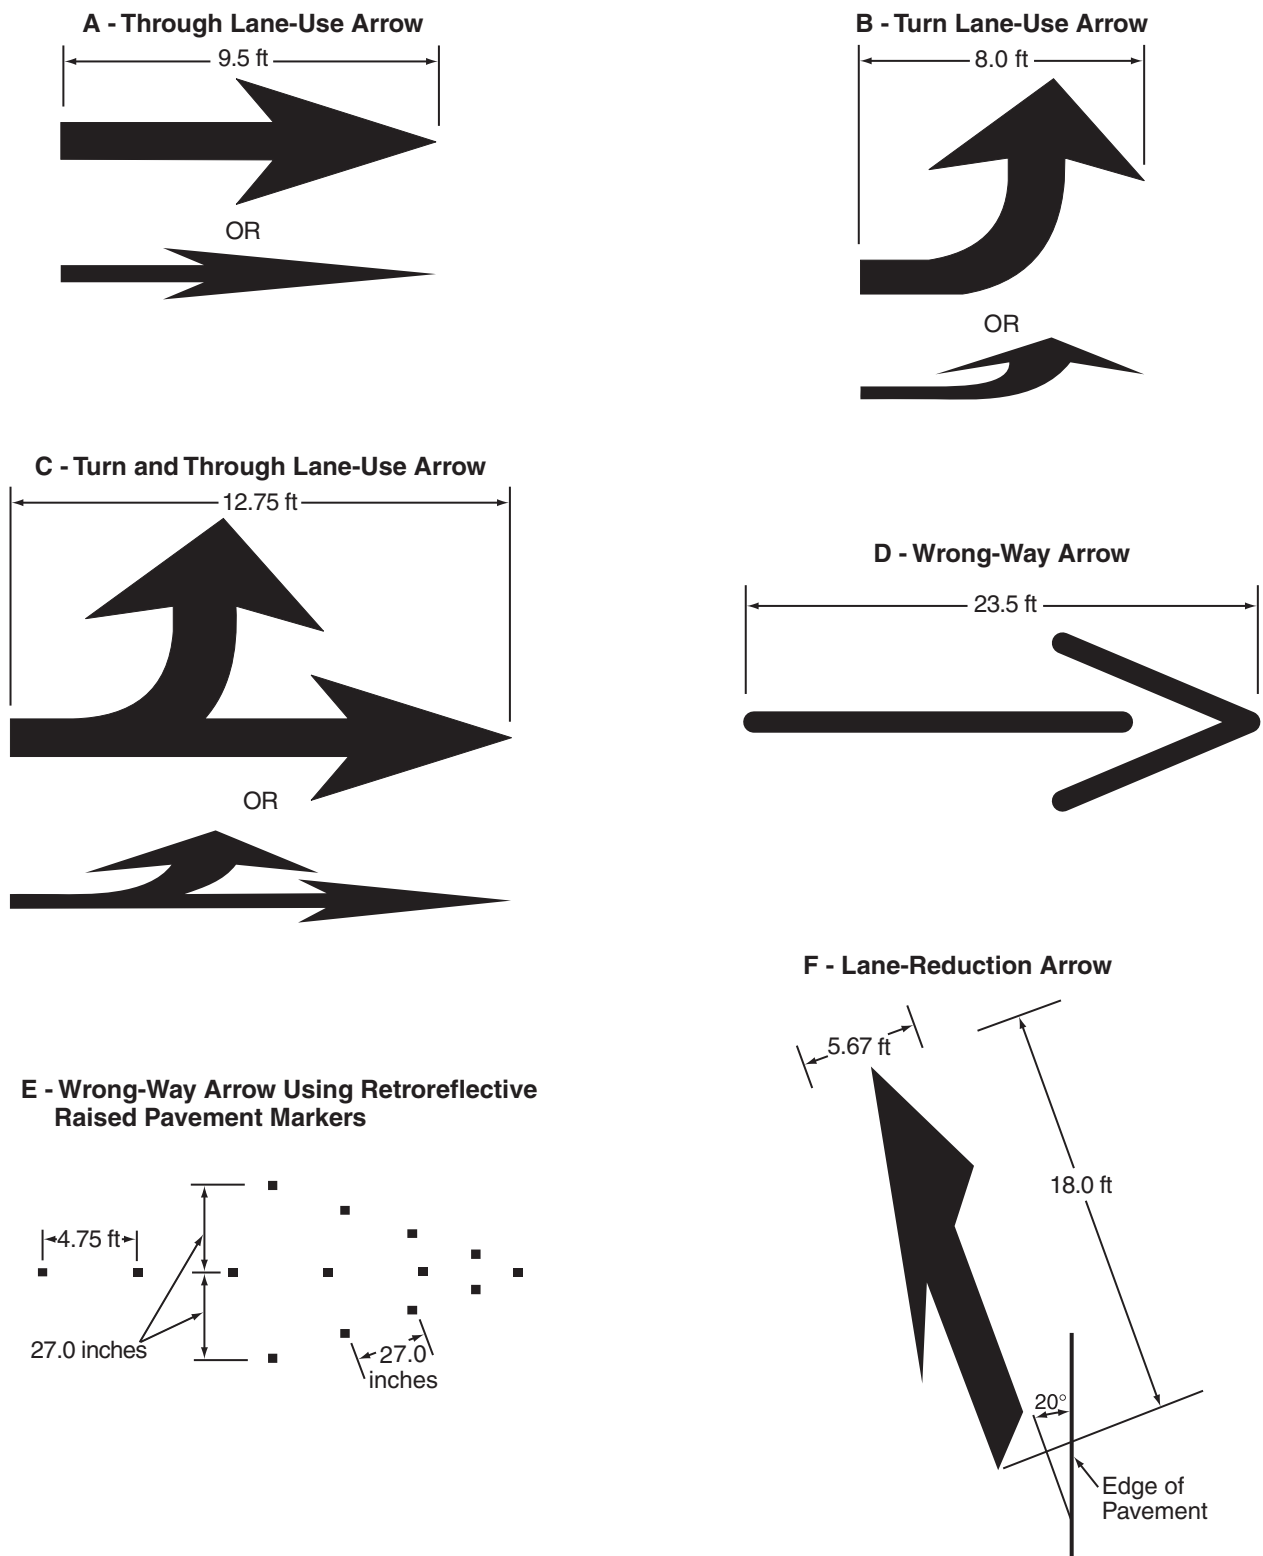 A - Through Lane-Use Arrow
9.5 ft
OR
B - Turn Lane-Use Arrow
8.0 ft
OR
C - Turn and Through Lane-Use Arrow
12.75 ft
OR
D - Wrong-Way Arrow
23.5 ft
E - Wrong-Way Arrow Using Retroreflective
Raised Pavement Markers
4.75 ft
27.0 inches
27.0
inches
F - Lane-Reduction Arrow
5.67 ft
18.0 ft
20°
Edge of
Pavement